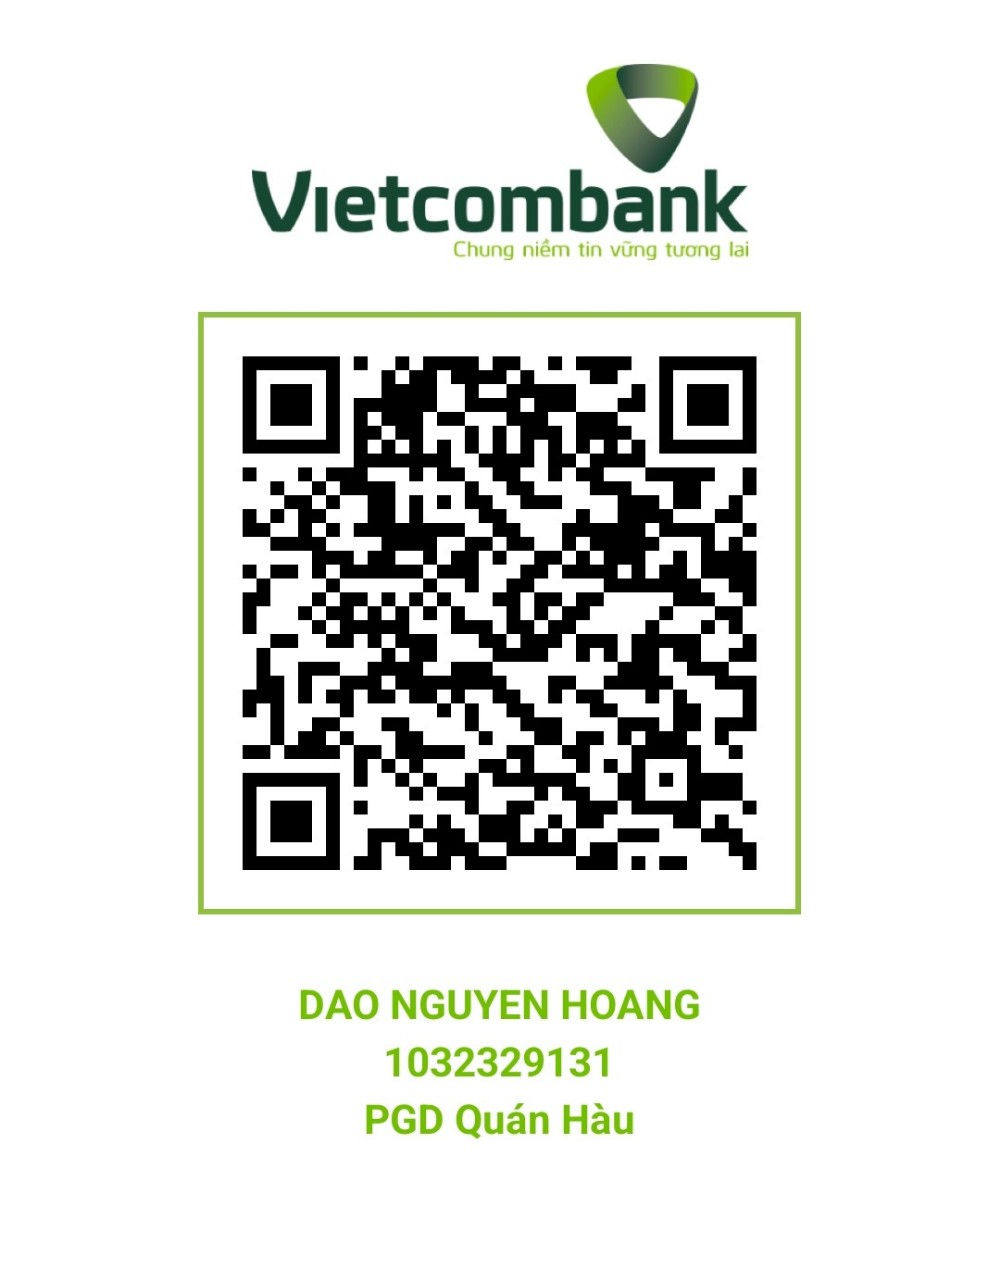 Vietcombank
Chung niềm tin vững tương lai
DAO NGUYEN HOANG
1032329131
PGD Quán Hàu